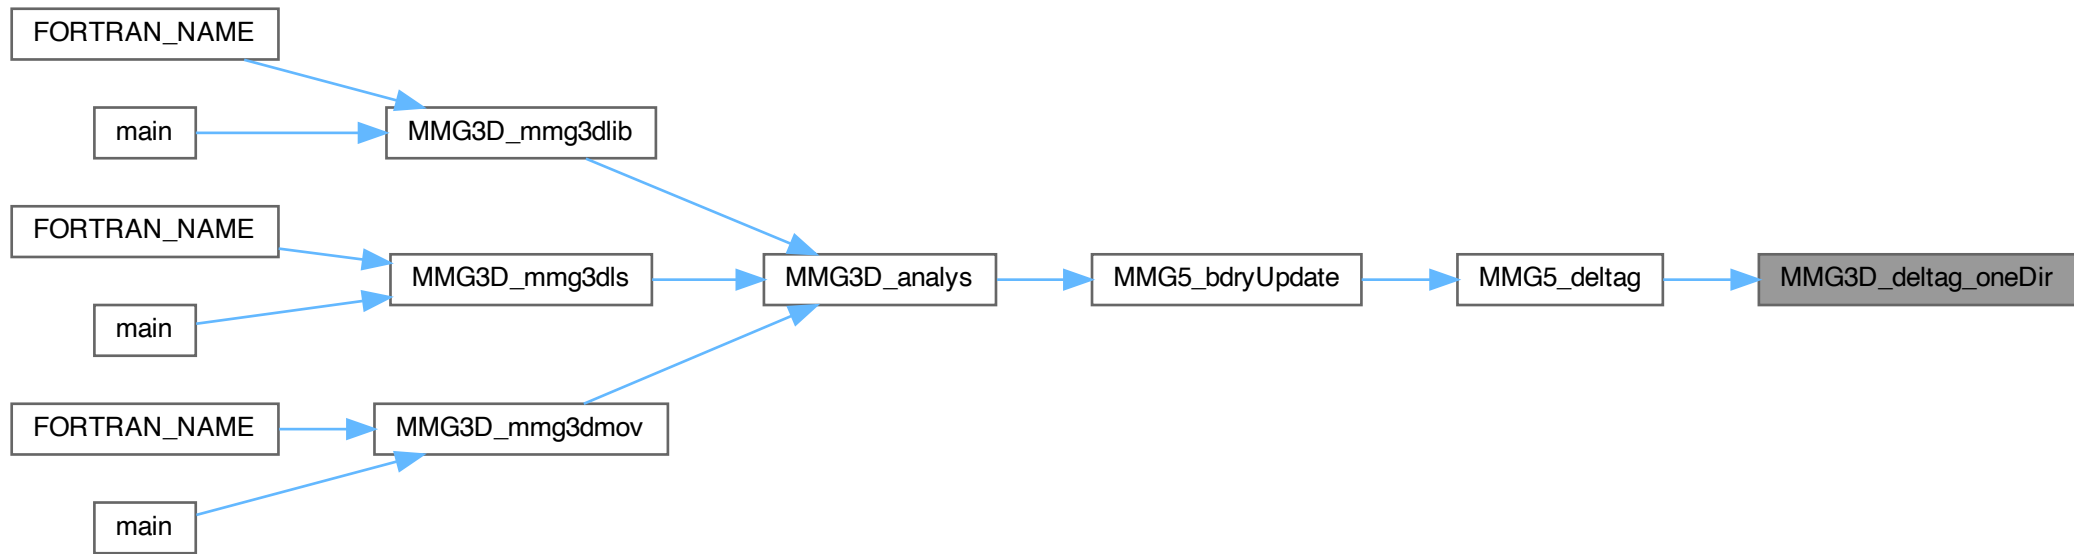 FORTRAN_NAME
main
MMG3D_mmg3dlib
FORTRAN_NAME
main
MMG3D_mmg3dls
MMG3D_analys
MMG5_bdryUpdate
MMG5_deltag
MMG3D_deltag_oneDir
FORTRAN_NAME
main
MMG3D_mmg3dmov